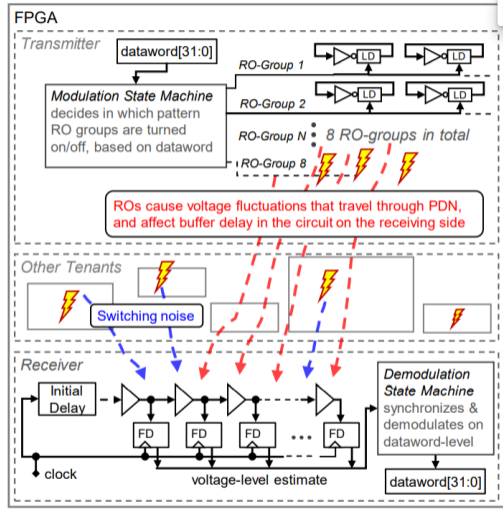 FPGA
Transmitter
dataword[31:0]
Modulation State Machine
decides in which pattern
RO groups are turned
on/off, based on dataword
RO-Group 1
LD
LD
RO-Group 2
LD
LD
RO-Group N
8 RO-groups in total
RO-Group 8
ROs cause voltage fluctuations that travel through PDN,
and affect buffer delay in the circuit on the receiving side
Other Tenants
Switching noise
Receiver
Initial
Delay
FD
FD
FD
...
FD
clock
voltage-level estimate
Demodulation
State Machine
synchronizes &
demodulates on
dataword-level
dataword[31:0]